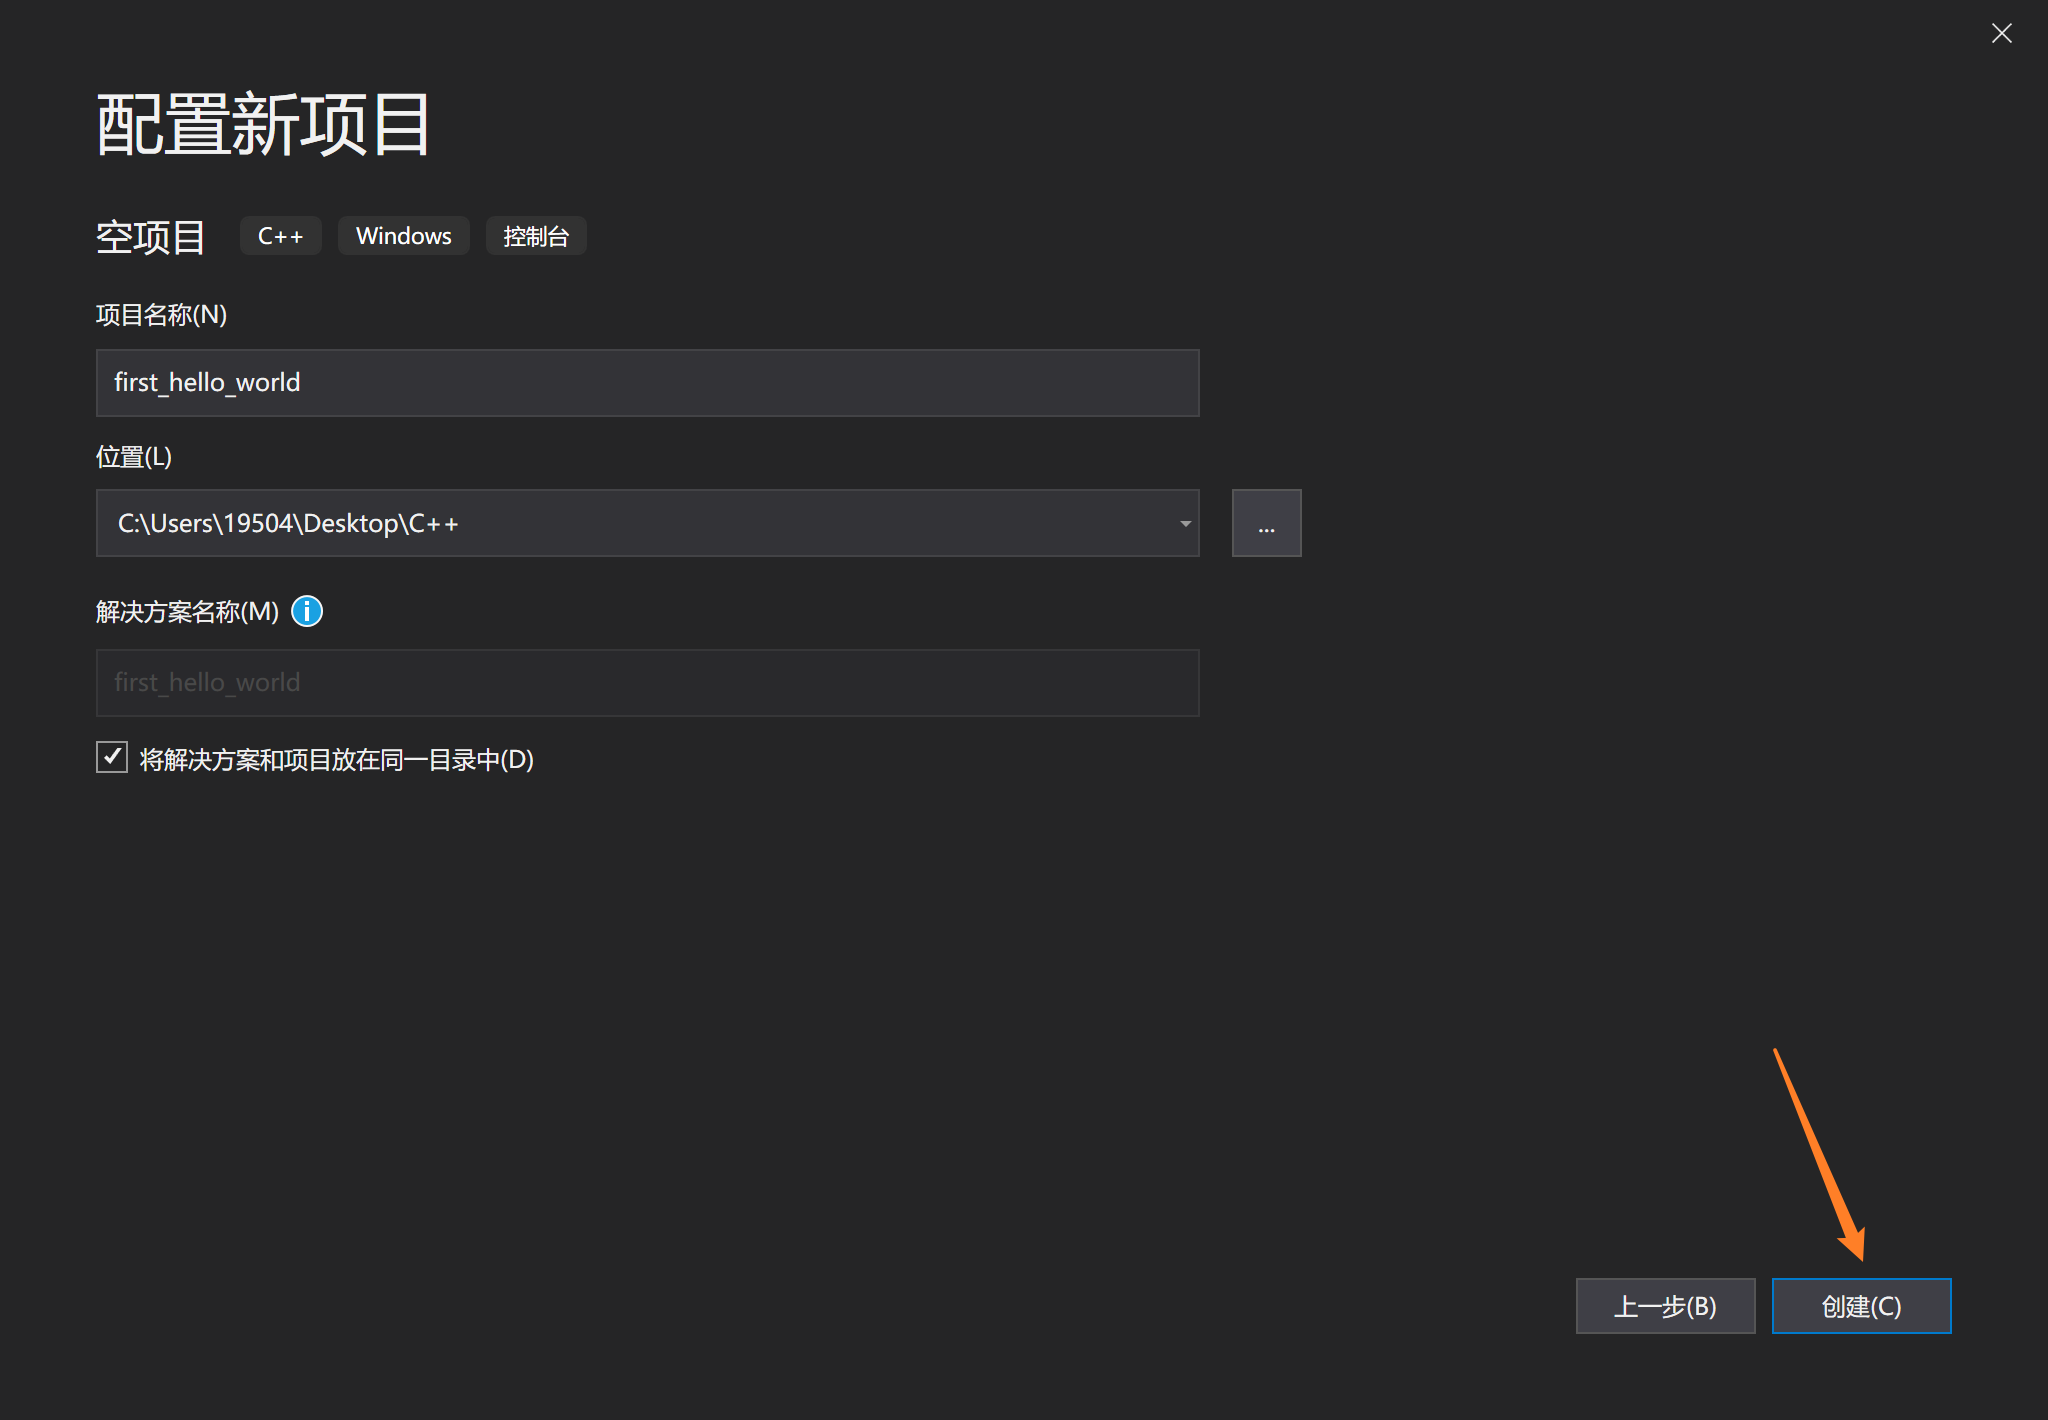 配置新项目
空项目 C++ Windows 控制台
项目名称(N)
first_hello_world
位置(L)
C:\Users\19504\Desktop\C++
...
解决方案名称(M)
first_hello_world
将解决方案和项目放在同一目录中(D)
上一步(B) 创建(C)